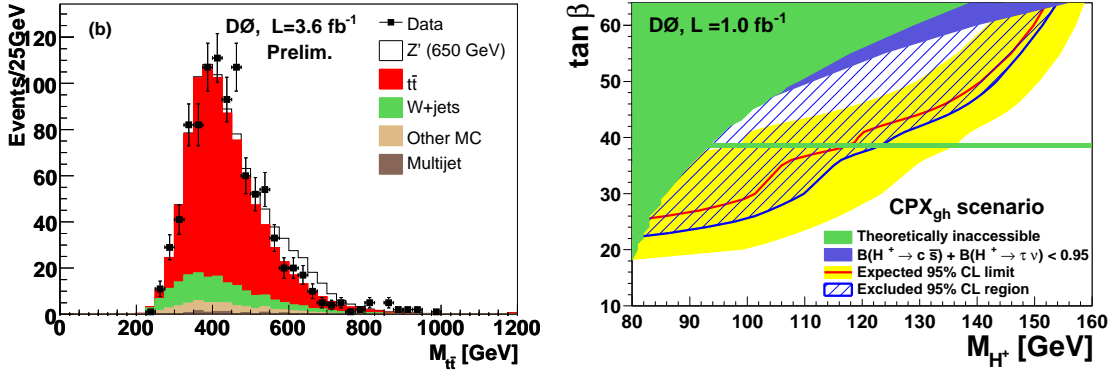 (b)
DØ, L=3.6 fb⁻¹
Prelim.
Data
Z' (650 GeV)
tt̄
W+jets
Other MC
Multijet
Events/25GeV
120
100
80
60
40
20
0
0 200 400 600 800 1000 1200
M_tt̄ [GeV]
DØ, L =1.0 fb⁻¹
tan β
60
50
40
30
20
10
CPX_gh scenario
Theoretically inaccessible
B(H⁺ → c s̄) + B(H⁺ → τ ν) < 0.95
Expected 95% CL limit
Excluded 95% CL region
80 90 100 110 120 130 140 150 160
M_H⁺ [GeV]